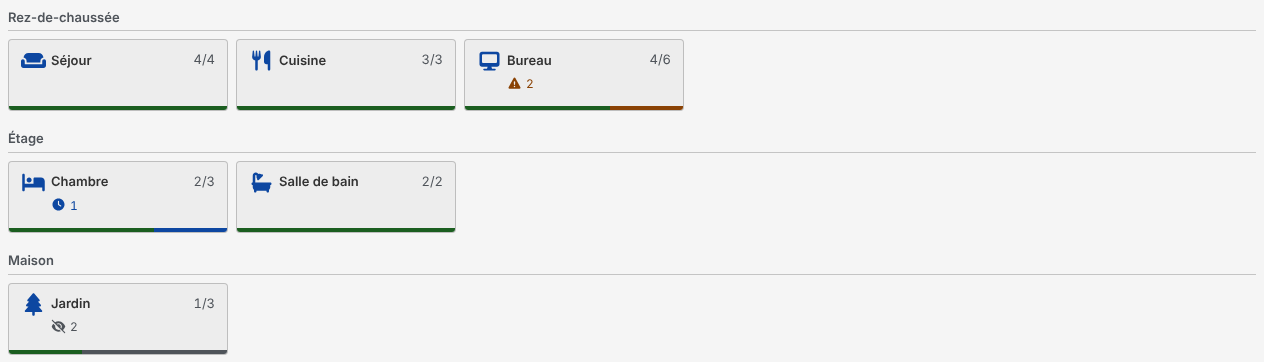 Rez-de-chaussée
Séjour 4/4
Cuisine 3/3
Bureau 4/6
2
Étage
Chambre 2/3
1
Salle de bain 2/2
Maison
Jardin 1/3
2